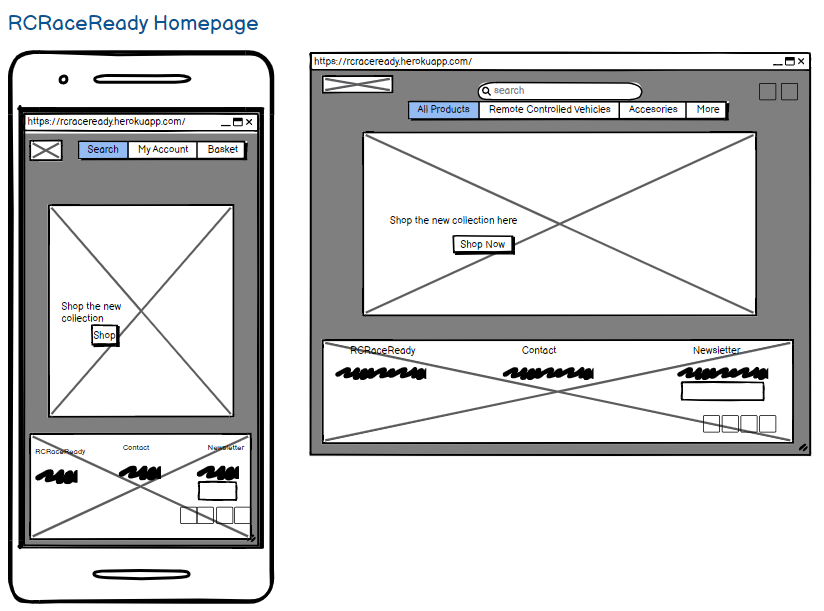 RCRaceReady Homepage
https://rcraceready.herokuapp.com/
Search My Account Basket
Shop the new
collection
Shop
RCRaceReady Contact Newsletter
https://rcraceready.herokuapp.com/
search
All Products Remote Controlled Vehicles Accesories More
Shop the new collection here
Shop Now
RCRaceReady Contact Newsletter